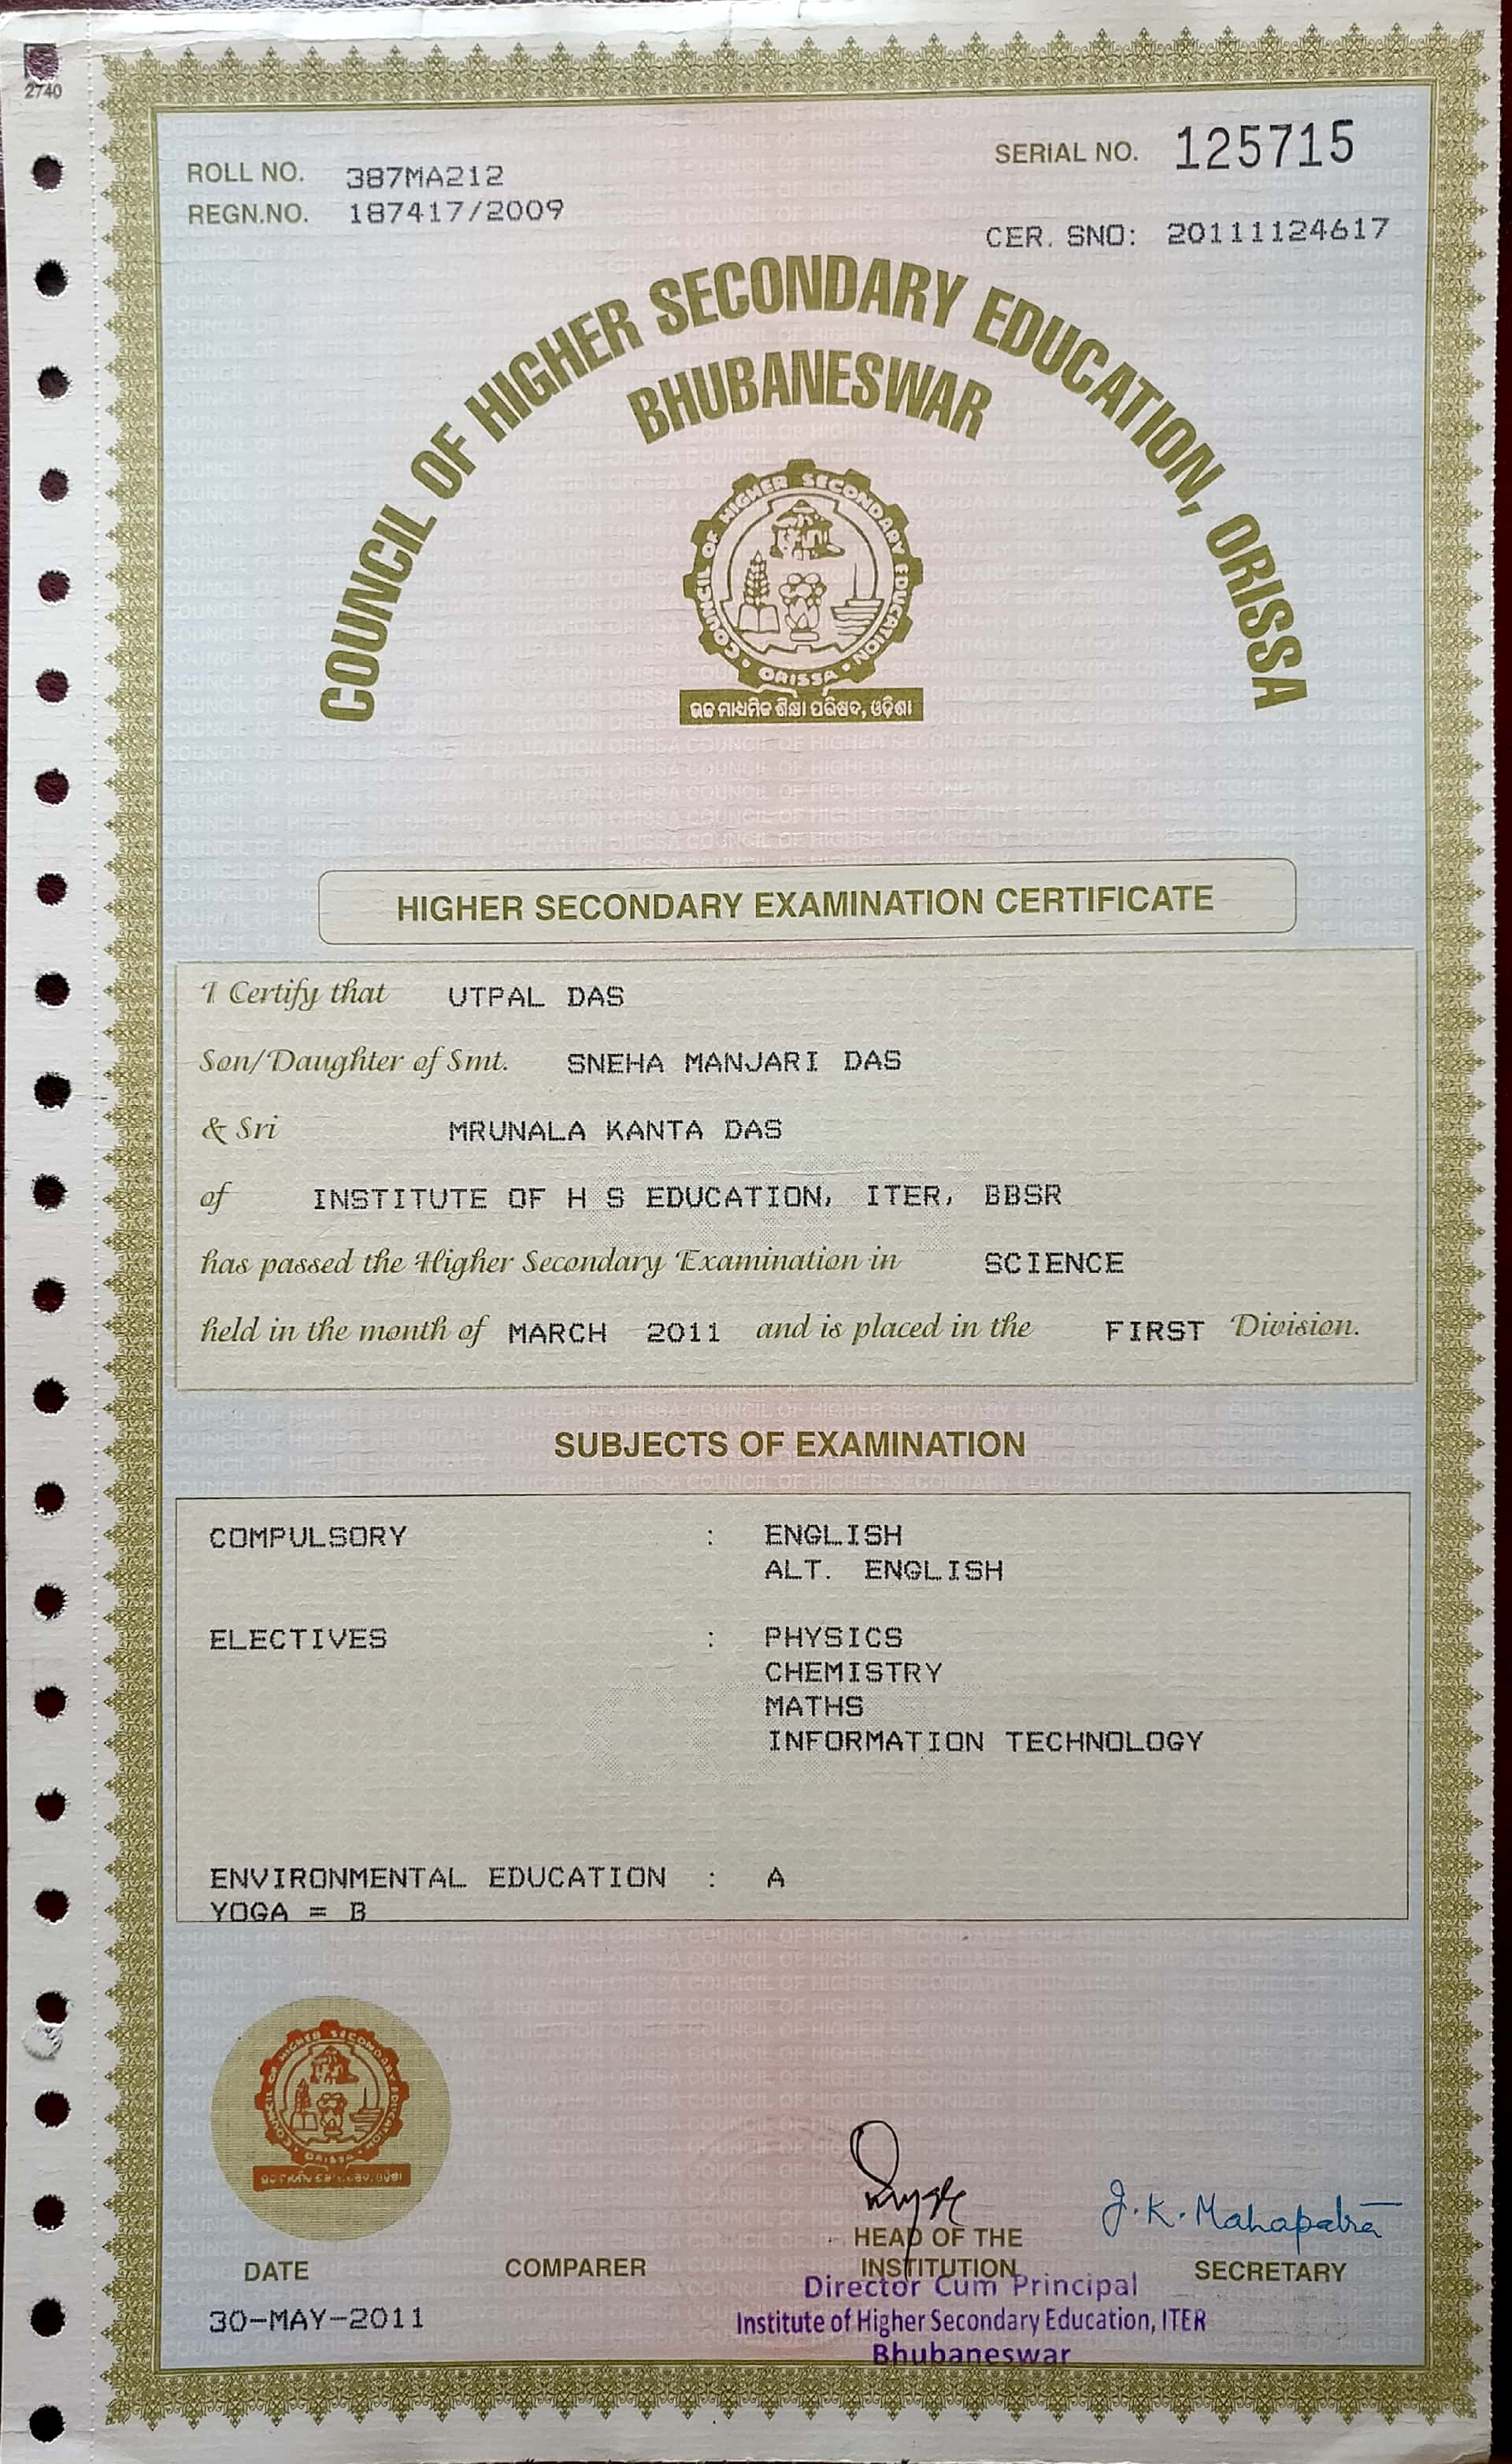 2740
ROLL NO. 387MA212
SERIAL NO. 125715
REGN.NO. 187417/2009
CER. SNO: 20111124617
COUNCIL OF HIGHER SECONDARY EDUCATION, ORISSA
BHUBANESWAR
COUNCIL OF HIGHER SECONDARY EDUCATION
ORISSA
ଉଚ୍ଚ ମାଧ୍ୟମିକ ଶିକ୍ଷା ପରିଷଦ, ଓଡ଼ିଶା
HIGHER SECONDARY EXAMINATION CERTIFICATE
I Certify that UTPAL DAS
Son/Daughter of Smt. SNEHA MANJARI DAS
& Sri MRUNALA KANTA DAS
of INSTITUTE OF H S EDUCATION, ITER, BBSR
has passed the Higher Secondary Examination in SCIENCE
held in the month of MARCH 2011 and is placed in the FIRST Division.
SUBJECTS OF EXAMINATION
COMPULSORY : ENGLISH
ALT. ENGLISH
ELECTIVES : PHYSICS
CHEMISTRY
MATHS
INFORMATION TECHNOLOGY
ENVIRONMENTAL EDUCATION : A
YOGA = B
COUNCIL OF HIGHER SECONDARY EDUCATION
ORISSA
J.K. Mahapatra
HEAD OF THE
DATE COMPARER INSTITUTION SECRETARY
Director Cum Principal
30-MAY-2011
Institute of Higher Secondary Education, ITER
Bhubaneswar